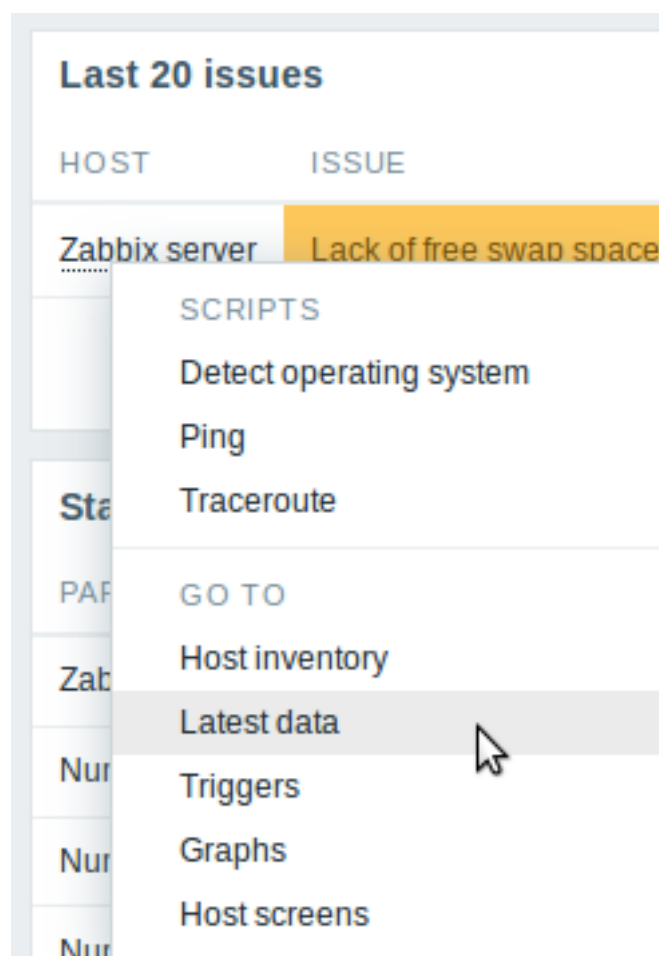 Last 20 issues
HOST ISSUE
Zabbix server Lack of free swap space
SCRIPTS
Detect operating system
Ping
Traceroute
GO TO
Host inventory
Latest data
Triggers
Graphs
Host screens